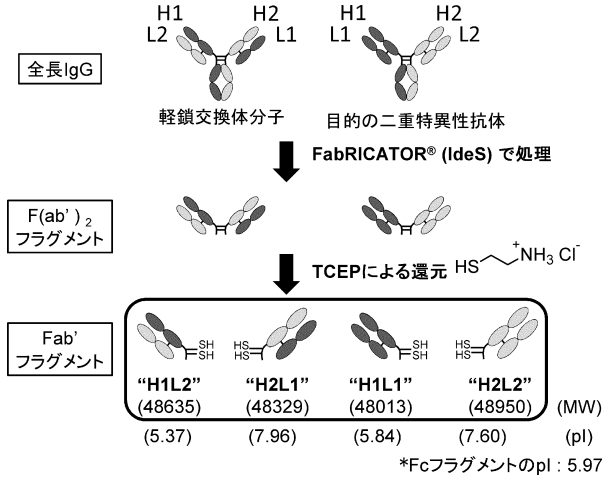 H1 H2
L2 L1
H1 H2
L1 L2
全長IgG
軽鎖交換体分子
目的の二重特異性抗体
FabRICATOR® (IdeS) で処理
F(ab’ ) 2
フラグメント
TCEPによる還元
HS NH3 Cl-
+
Fab’
フラグメント
SH
SH
HS
HS
SH
SH
HS
HS
“H1L2” “H2L1” “H1L1” “H2L2”
(48635) (48329) (48013) (48950) (MW)
(5.37) (7.96) (5.84) (7.60) (pI)
*FcフラグメントのpI : 5.97